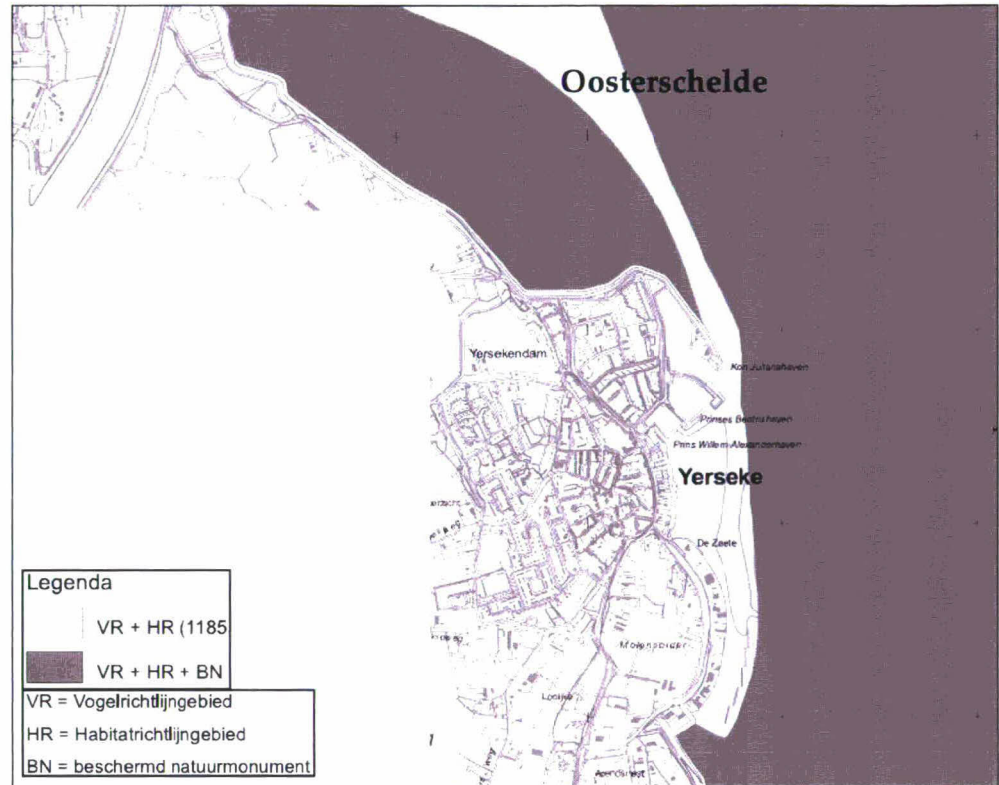 Oosterschelde
Yersekendam
Kon Julianahaven
Prinses Beatrixhaven
Prins Willem-Alexanderhaven
Yerseke
De Zaete
Molenpolder
Legenda
VR + HR (1185
VR + HR + BN
VR = Vogelrichtlijngebied
HR = Habitatrichtlijngebied
BN = beschermd natuurmonument